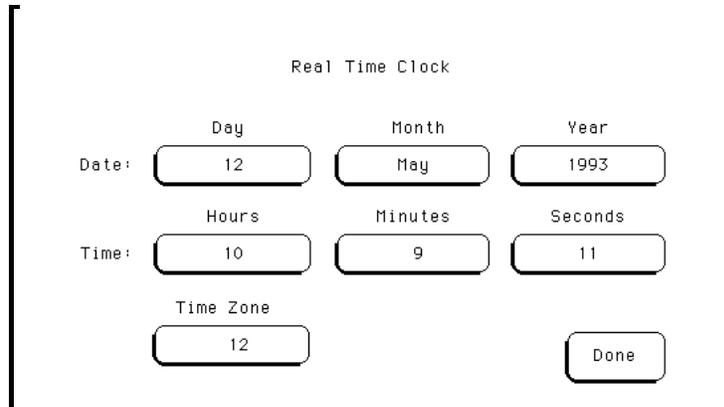 Real Time Clock
Day Month Year
Date: 12 May 1993
Hours Minutes Seconds
Time: 10 9 11
Time Zone
12
Done